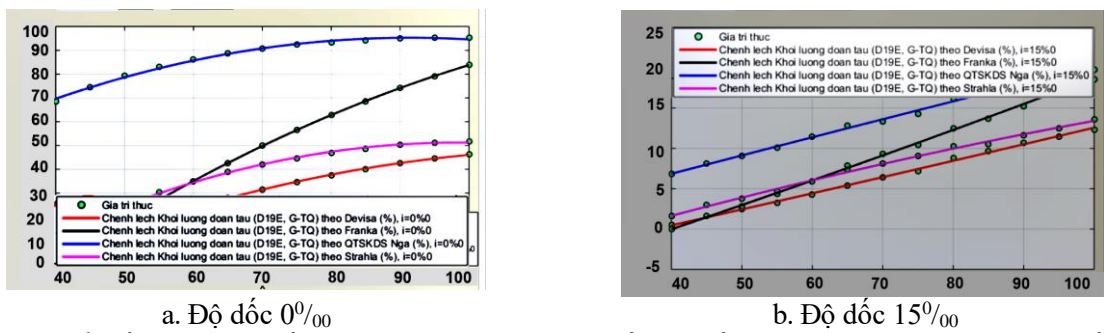 100
90
80
70
60
50
40
30
20
10
0
Gia tri thuc
Chenh lech Khoi luong doan tau (D19E, G-TQ) theo Devisa (%), i=0%0
Chenh lech Khoi luong doan tau (D19E, G-TQ) theo Franka (%), i=0%0
Chenh lech Khoi luong doan tau (D19E, G-TQ) theo QTSKDS Nga (%), i=0%0
Chenh lech Khoi luong doan tau (D19E, G-TQ) theo Strahla (%), i=0%0
40 50 60 70 80 90 100
a. Độ dốc 0⁰/₀₀
25
20
15
10
5
0
-5
Gia tri thuc
Chenh lech Khoi luong doan tau (D19E, G-TQ) theo Devisa (%), i=15%0
Chenh lech Khoi luong doan tau (D19E, G-TQ) theo Franka (%), i=15%0
Chenh lech Khoi luong doan tau (D19E, G-TQ) theo QTSKDS Nga (%), i=15%0
Chenh lech Khoi luong doan tau (D19E, G-TQ) theo Strahla (%), i=15%0
40 50 60 70 80 90 100
b. Độ dốc 15⁰/₀₀